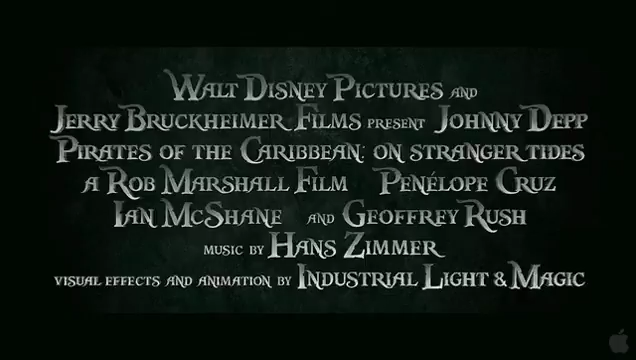 WALT DISNEY PICTURES AND
JERRY BRUCKHEIMER FILMS PRESENT JOHNNY DEPP
PIRATES OF THE CARIBBEAN: ON STRANGER TIDES
A ROB MARSHALL FILM PENÉLOPE CRUZ
IAN MCSHANE AND GEOFFREY RUSH
MUSIC BY HANS ZIMMER
VISUAL EFFECTS AND ANIMATION BY INDUSTRIAL LIGHT & MAGIC